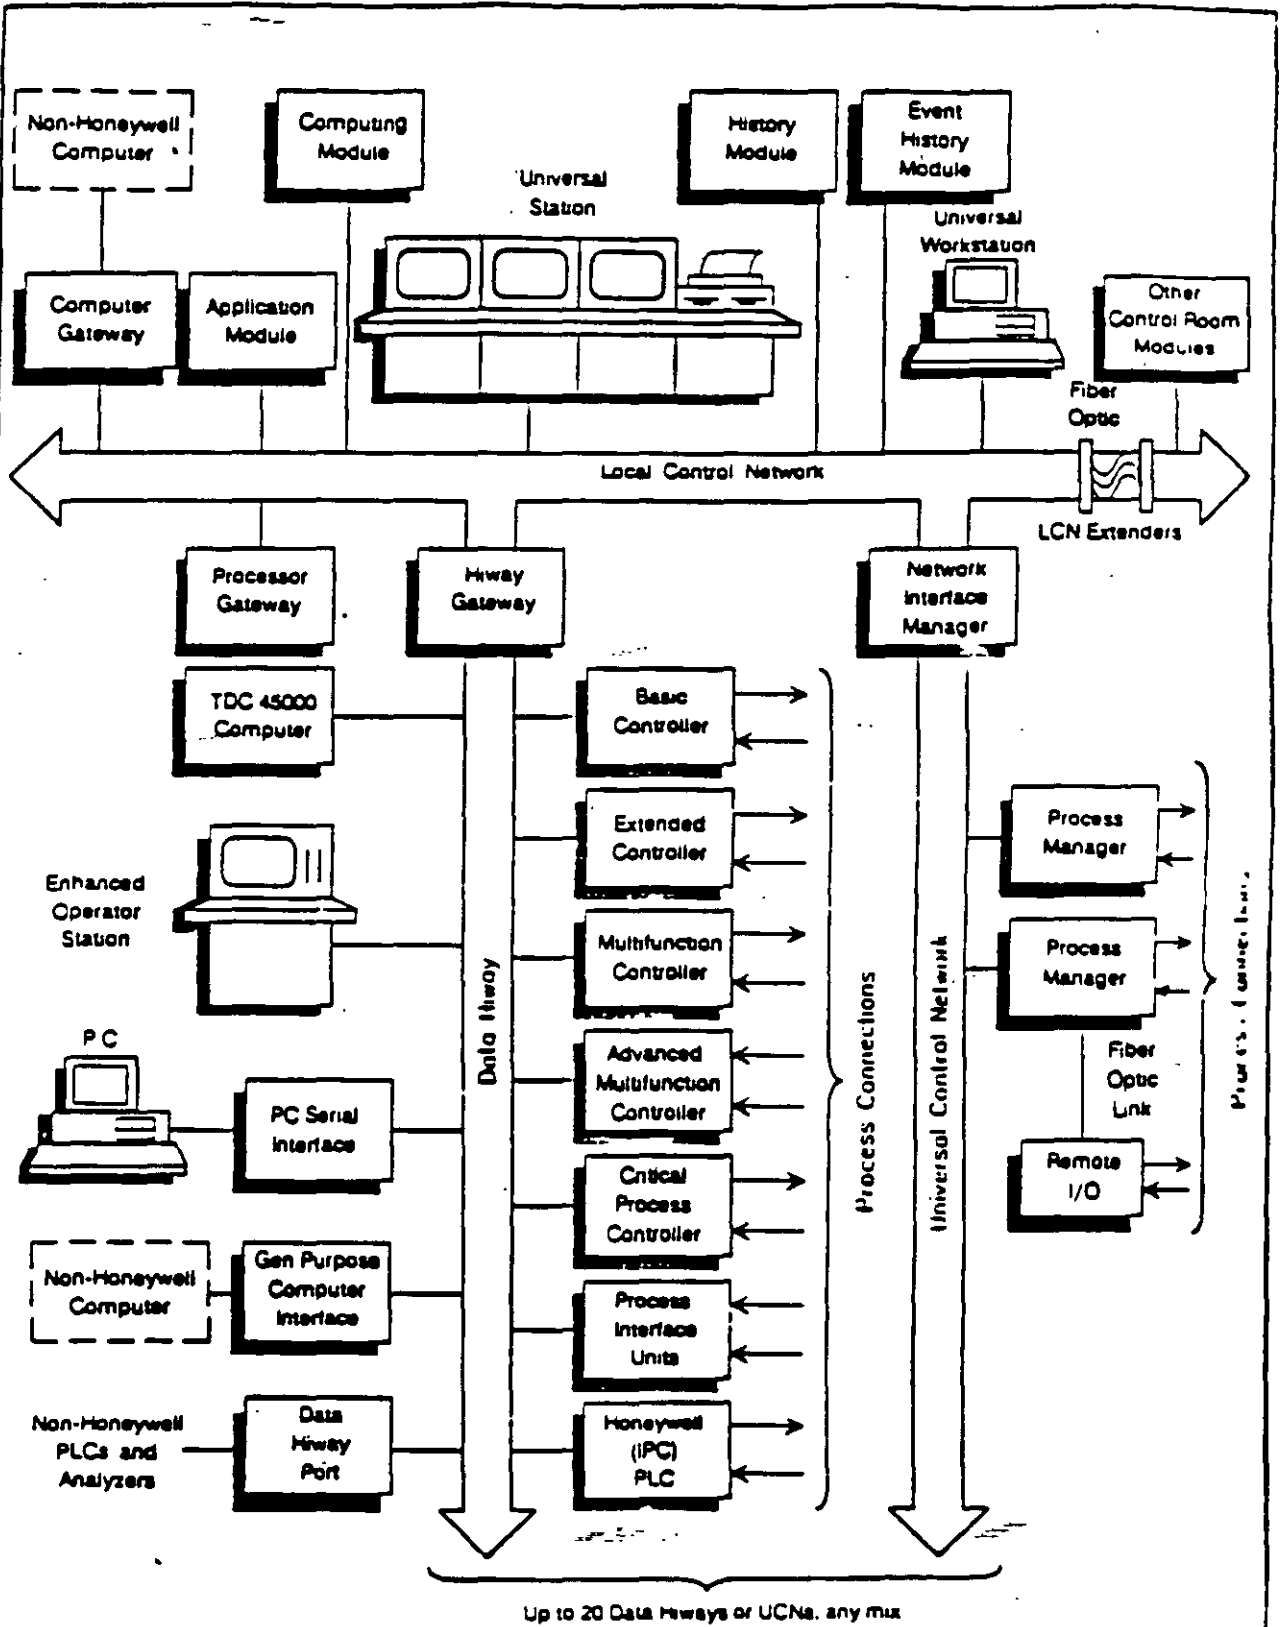 Non-Honeywell
Computer
Computing
Module
Universal
Station
History
Module
Event
History
Module
Universal
Workstation
Computer
Gateway
Application
Module
Other
Control Room
Modules
Fiber
Optic
Local Control Network
LCN Extenders
Processor
Gateway
Hiway
Gateway
Network
Interface
Manager
TDC 45000
Computer
Basic
Controller
Extended
Controller
Process
Manager
Enhanced
Operator
Station
Multifunction
Controller
Process
Manager
Data Hiway
Process Connections
Universal Control Network
PC
PC Serial
Interface
Advanced
Multifunction
Controller
Fiber
Optic
Link
Critical
Process
Controller
Remote
I/O
Non-Honeywell
Computer
Gen Purpose
Computer
Interface
Process
Interface
Units
Non-Honeywell
PLCs and
Analyzers
Data
Hiway
Port
Honeywell
(IPC)
PLC
Up to 20 Data Hiways or UCNs, any mix